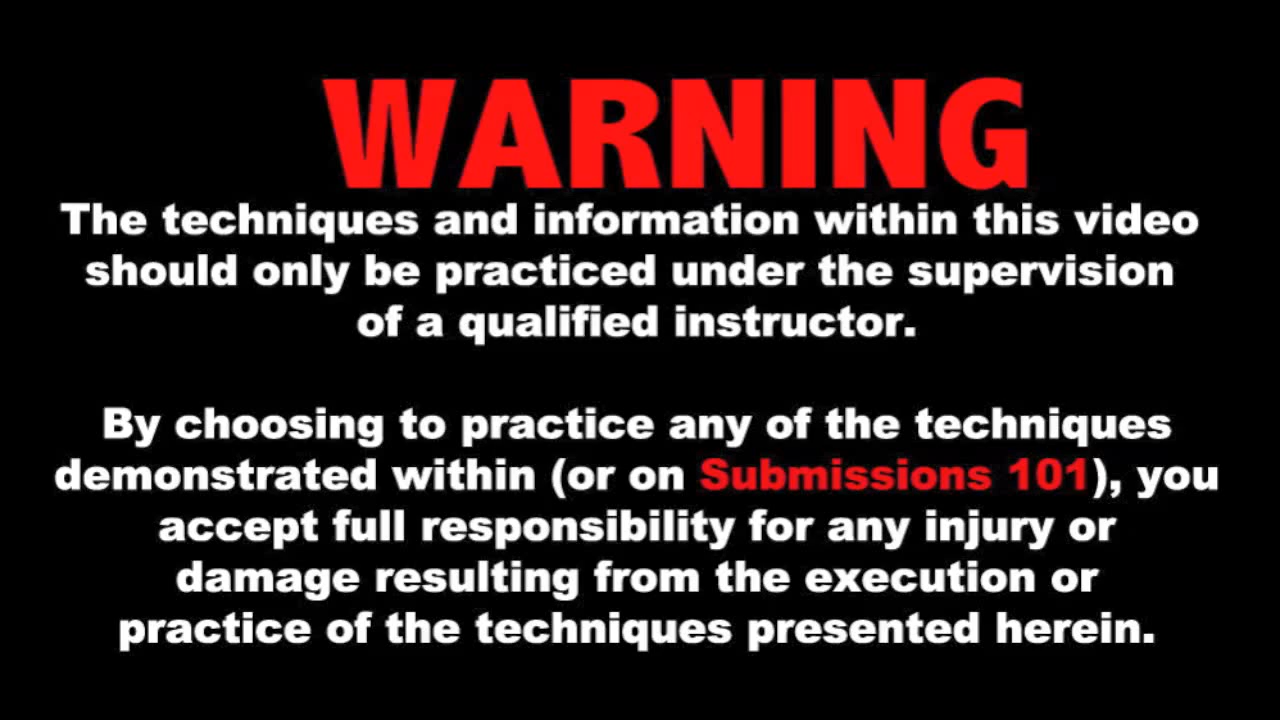 WARNING
The techniques and information within this video
should only be practiced under the supervision
of a qualified instructor.
By choosing to practice any of the techniques
demonstrated within (or on Submissions 101), you
accept full responsibility for any injury or
damage resulting from the execution or
practice of the techniques presented herein.